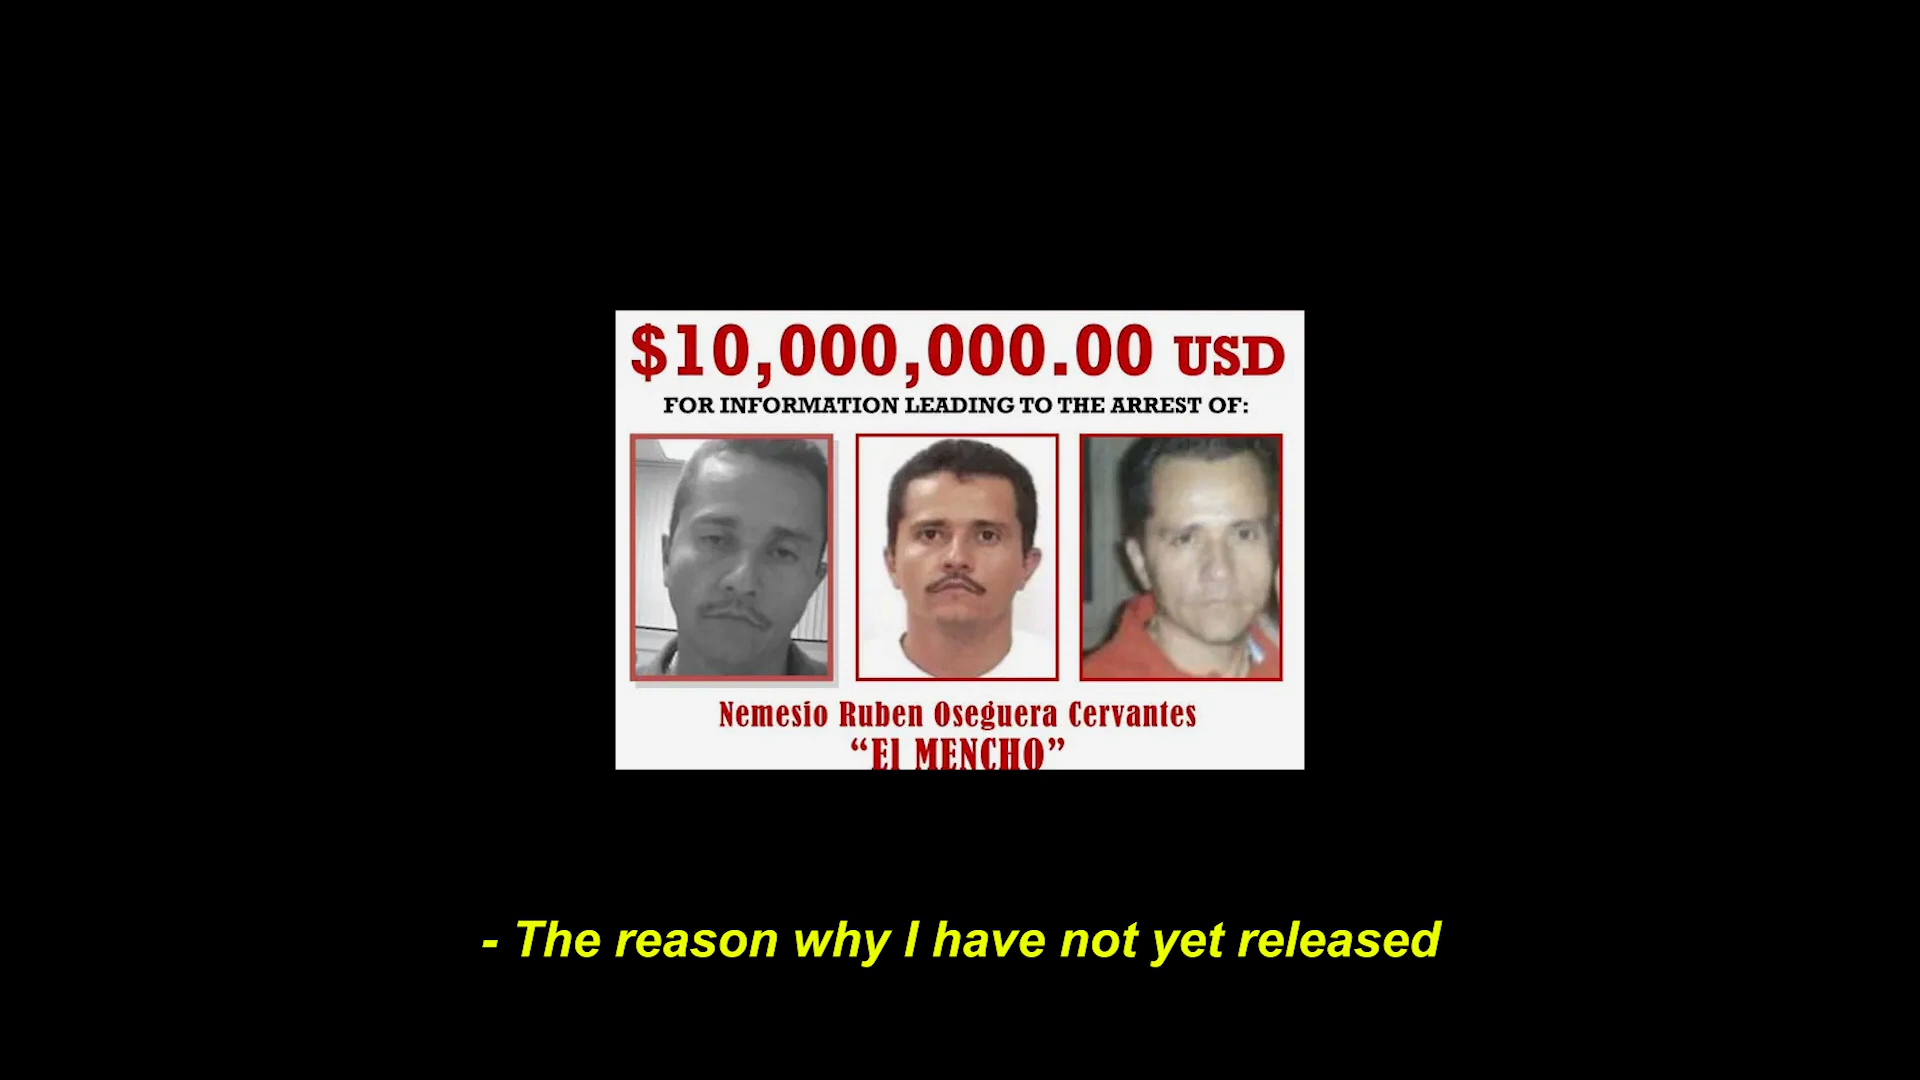 $10,000,000.00 USD
FOR INFORMATION LEADING TO THE ARREST OF:
Nemesio Ruben Oseguera Cervantes
“El MENCHO”
- The reason why I have not yet released